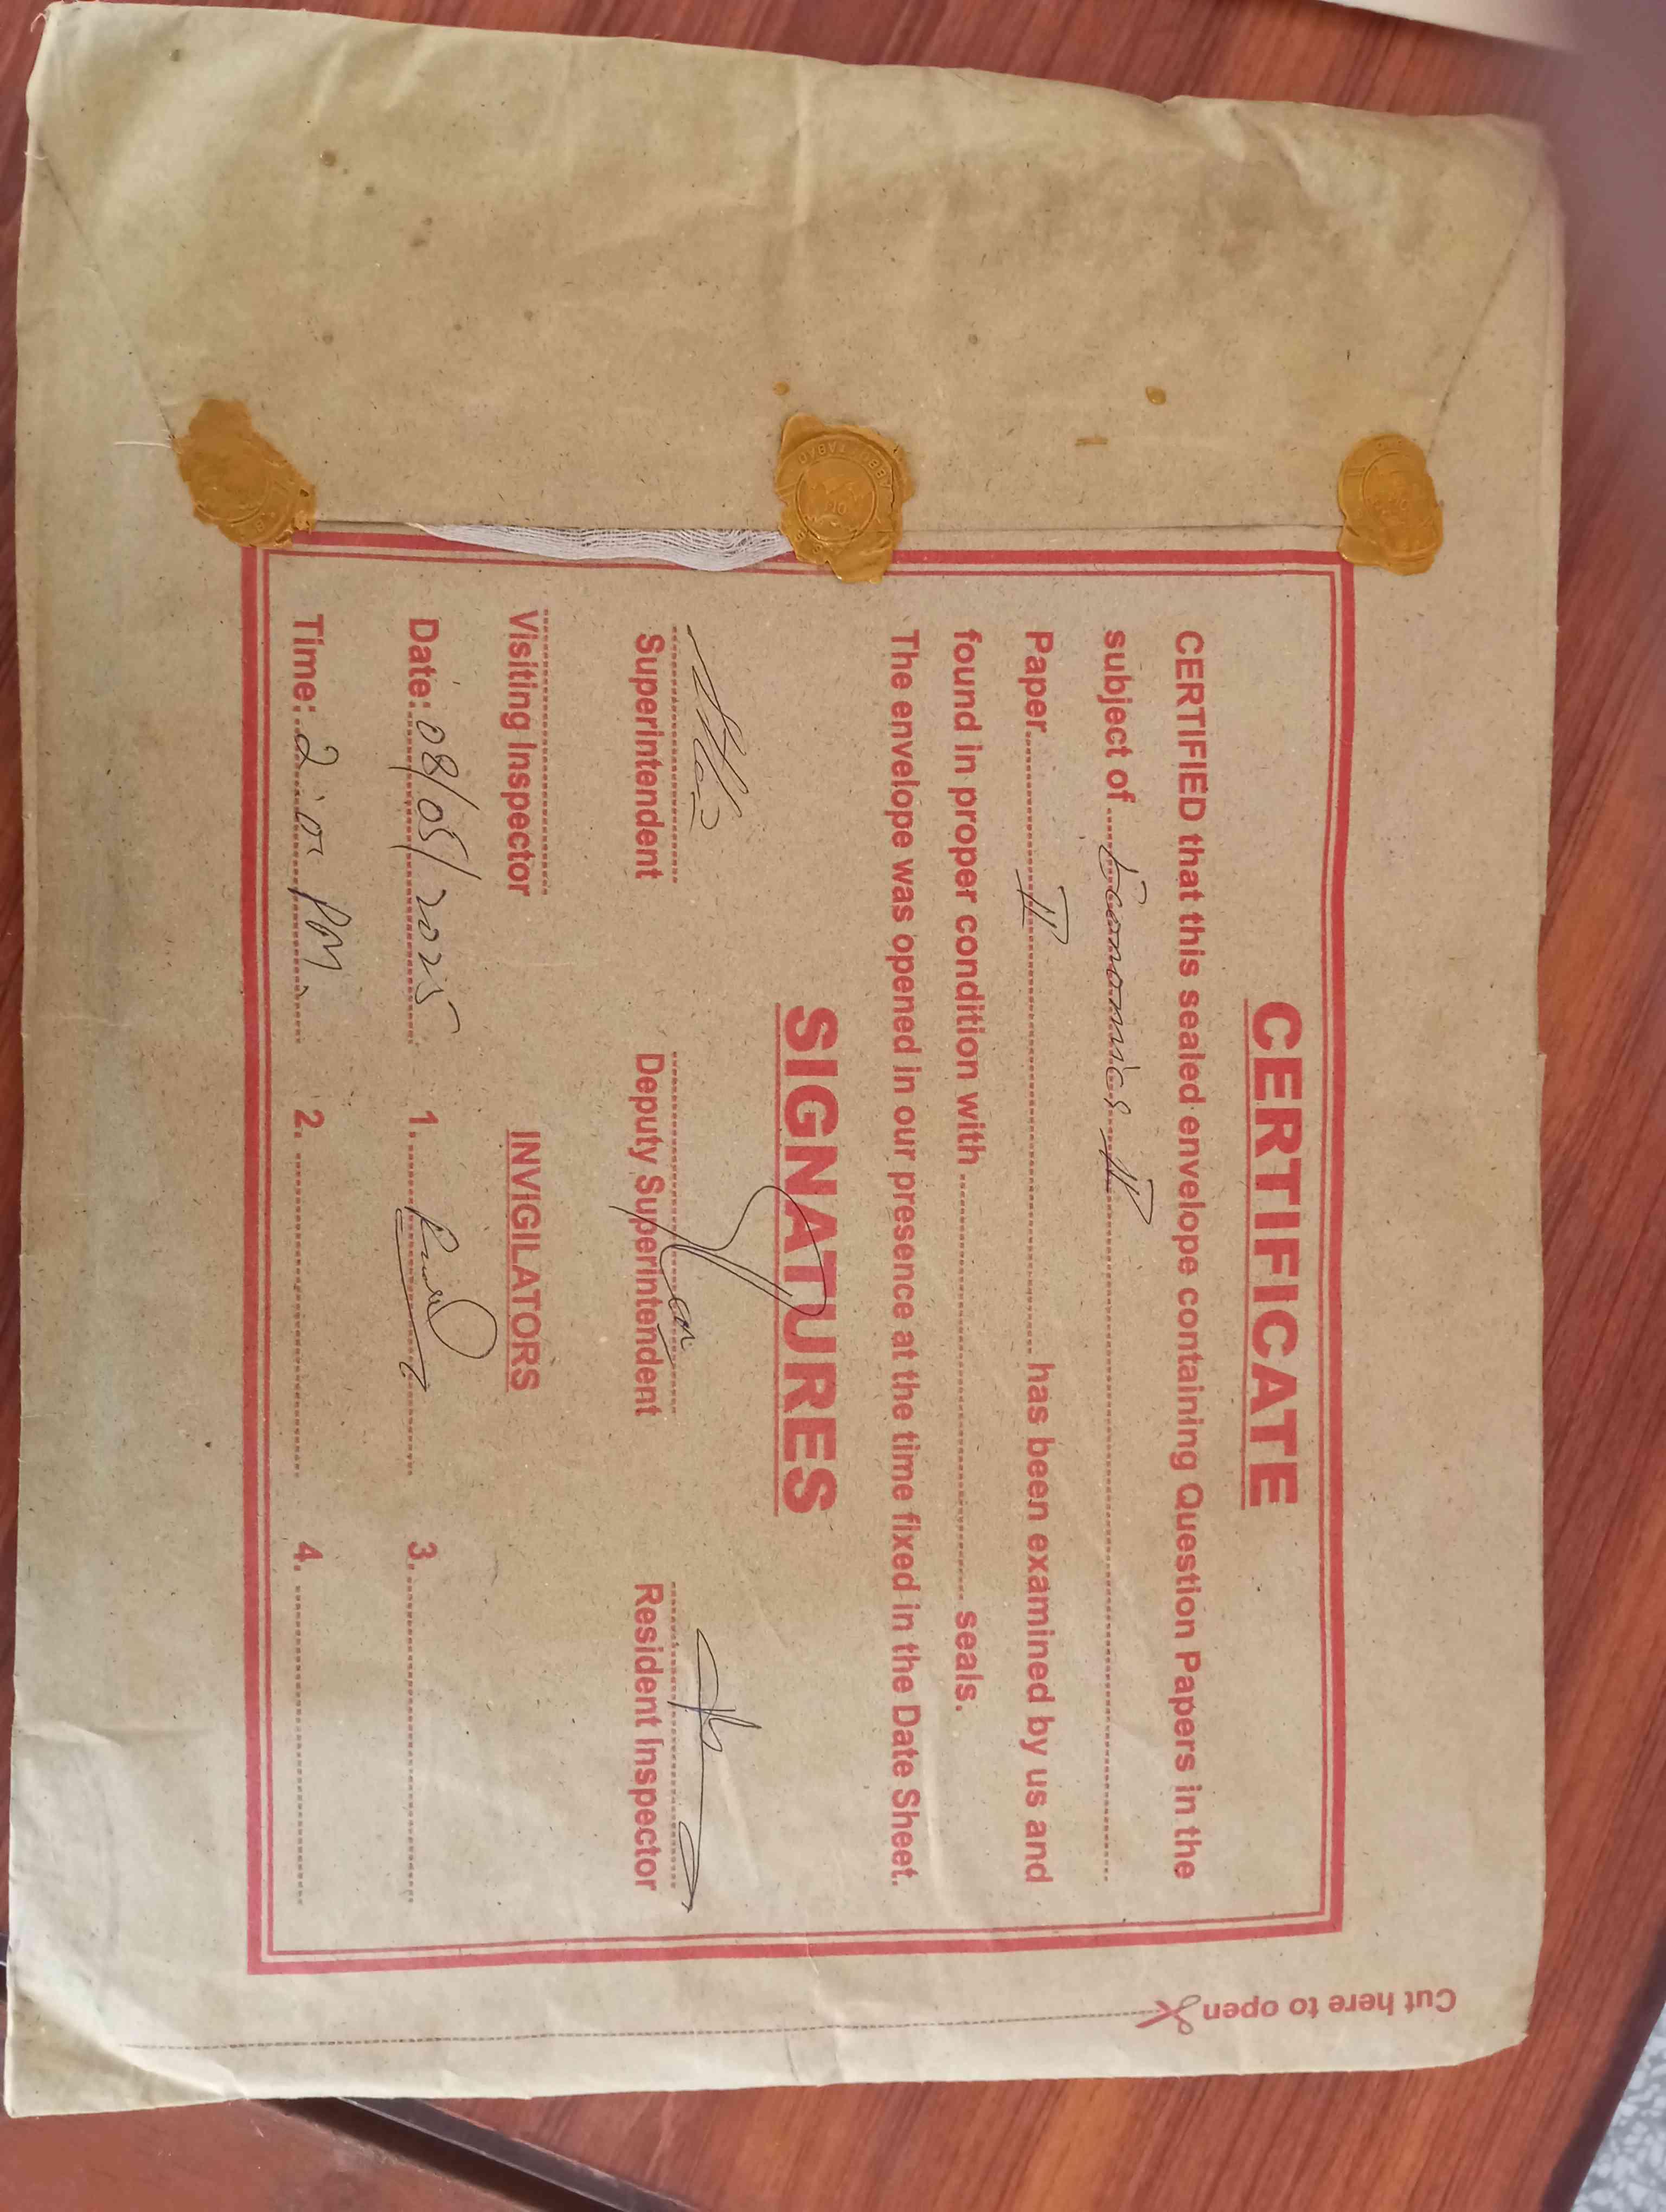 CERTIFICATE
CERTIFIED that this sealed envelope containing Question Papers in the
subject of Economics II
Paper II has been examined by us and
found in proper condition with seals.
The envelope was opened in our presence at the time fixed in the Date Sheet.
SIGNATURES
Superintendent Deputy Superintendent Resident Inspector
Visiting Inspector INVIGILATORS
Date: 08/05/2025 1. 3.
Time: 2:00 PM. 2. 4.
Cut here to open